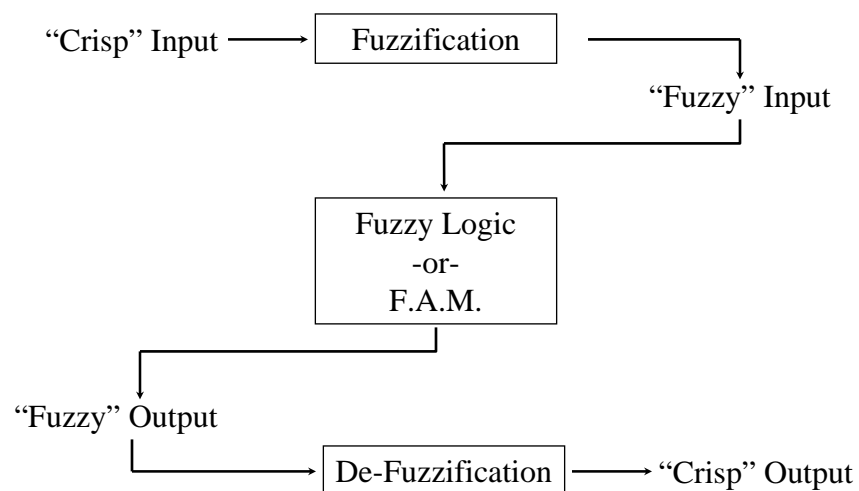 “Crisp” Input
Fuzzification
“Fuzzy” Input
Fuzzy Logic
-or-
F.A.M.
“Fuzzy” Output
De-Fuzzification
“Crisp” Output